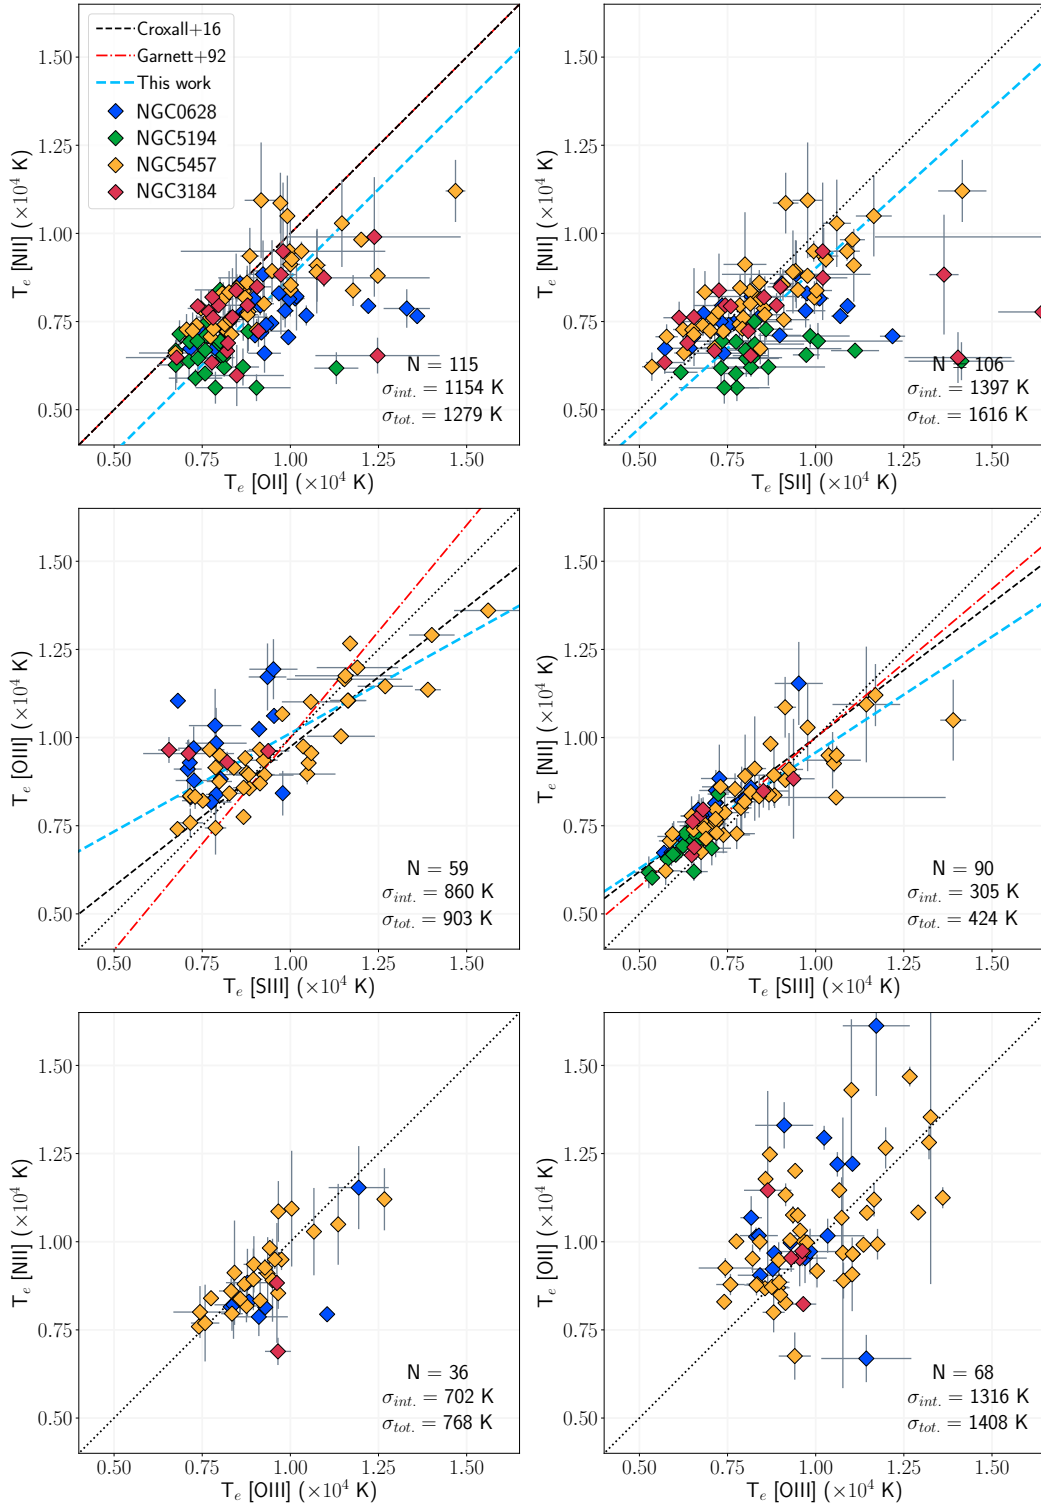 Croxall+16
Garnett+92
This work
NGC0628
NGC5194
NGC5457
NGC3184
1.50
1.25
1.00
0.75
0.50
T_e [NII] (×10^4 K)
N = 115
σ_int. = 1154 K
σ_tot. = 1279 K
0.50 0.75 1.00 1.25 1.50
T_e [OII] (×10^4 K)
1.50
1.25
1.00
0.75
0.50
T_e [NII] (×10^4 K)
N = 106
σ_int. = 1397 K
σ_tot. = 1616 K
0.50 0.75 1.00 1.25 1.50
T_e [SII] (×10^4 K)
1.50
1.25
1.00
0.75
0.50
T_e [OIII] (×10^4 K)
N = 59
σ_int. = 860 K
σ_tot. = 903 K
0.50 0.75 1.00 1.25 1.50
T_e [SIII] (×10^4 K)
1.50
1.25
1.00
0.75
0.50
T_e [NII] (×10^4 K)
N = 90
σ_int. = 305 K
σ_tot. = 424 K
0.50 0.75 1.00 1.25 1.50
T_e [SIII] (×10^4 K)
1.50
1.25
1.00
0.75
0.50
T_e [NII] (×10^4 K)
N = 36
σ_int. = 702 K
σ_tot. = 768 K
0.50 0.75 1.00 1.25 1.50
T_e [OIII] (×10^4 K)
1.50
1.25
1.00
0.75
0.50
T_e [OII] (×10^4 K)
N = 68
σ_int. = 1316 K
σ_tot. = 1408 K
0.50 0.75 1.00 1.25 1.50
T_e [OIII] (×10^4 K)